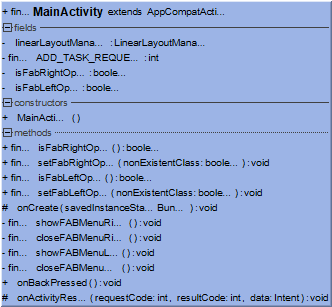 + fin... MainActivity extends AppCompatActi...
fields
- linearLayoutMana... : LinearLayoutMana...
- fin... ADD_TASK_REQUE... : int
- isFabRightOp... : boole...
- isFabLeftOp... : boole...
constructors
+ MainActi... ()
methods
+ fin... isFabRightOp... () : boole...
+ fin... setFabRightOp... (nonExistentClass: boole...) : void
+ fin... isFabLeftOp... () : boole...
+ fin... setFabLeftOp... (nonExistentClass: boole...) : void
# onCreate (savedInstanceSta... Bun... ) : void
- fin... showFABMenuRi... () : void
- fin... closeFABMenuRi... () : void
- fin... showFABMenuL... () : void
- fin... closeFABMenu... () : void
+ onBackPressed () : void
# onActivityRes... (requestCode: int, resultCode: int, data: Intent) : void